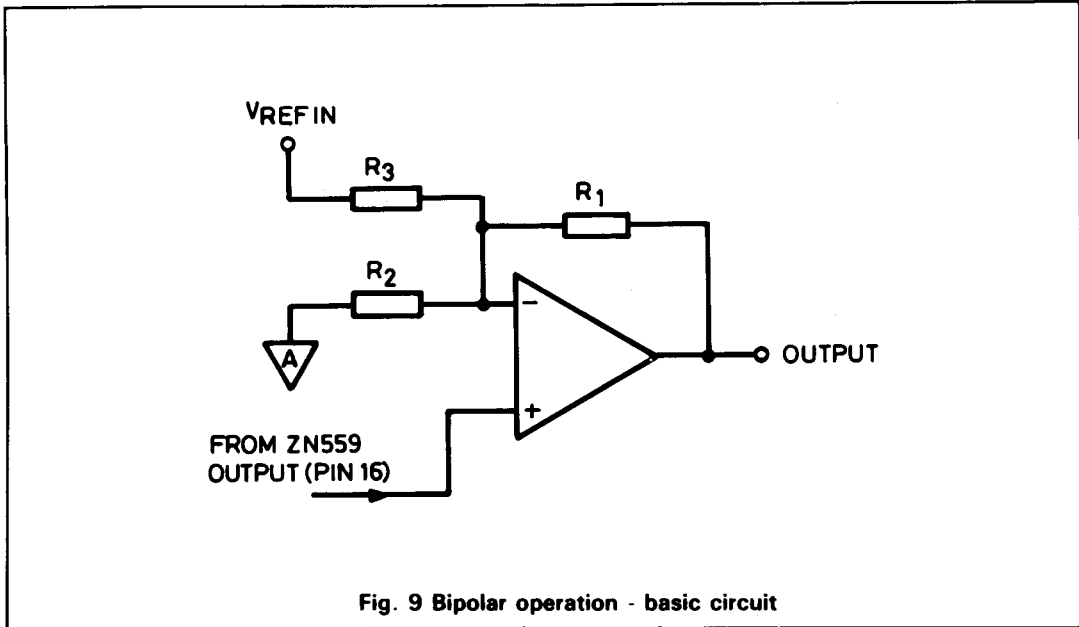 VREF IN
R3
R1
R2
−
A
+
OUTPUT
FROM ZN559
OUTPUT (PIN 16)
Fig. 9 Bipolar operation - basic circuit